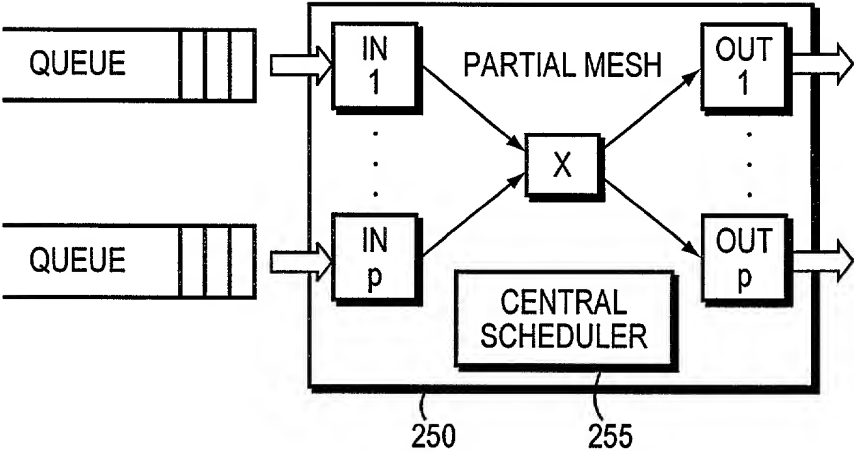 QUEUE
IN
1
PARTIAL MESH
OUT
1
X
QUEUE
IN
p
OUT
p
CENTRAL
SCHEDULER
250
255